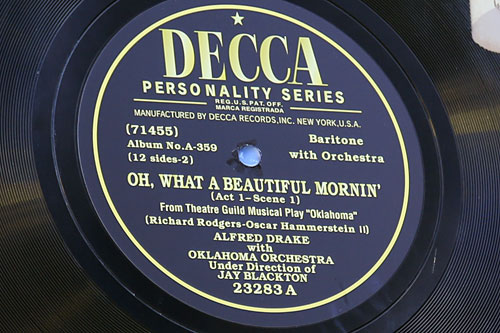 DECCA
PERSONALITY SERIES
REG.U.S.PAT.OFF.
MARCA REGISTRADA
MANUFACTURED BY DECCA RECORDS, INC. NEW YORK, U.S.A.
(71455)
Album No.A-359
(12 sides-2)
Baritone
with Orchestra
OH, WHAT A BEAUTIFUL MORNIN'
(Act 1-Scene 1)
From Theatre Guild Musical Play "Oklahoma"
(Richard Rodgers-Oscar Hammerstein II)
ALFRED DRAKE
with
OKLAHOMA ORCHESTRA
Under Direction of
JAY BLACKTON
23283 A